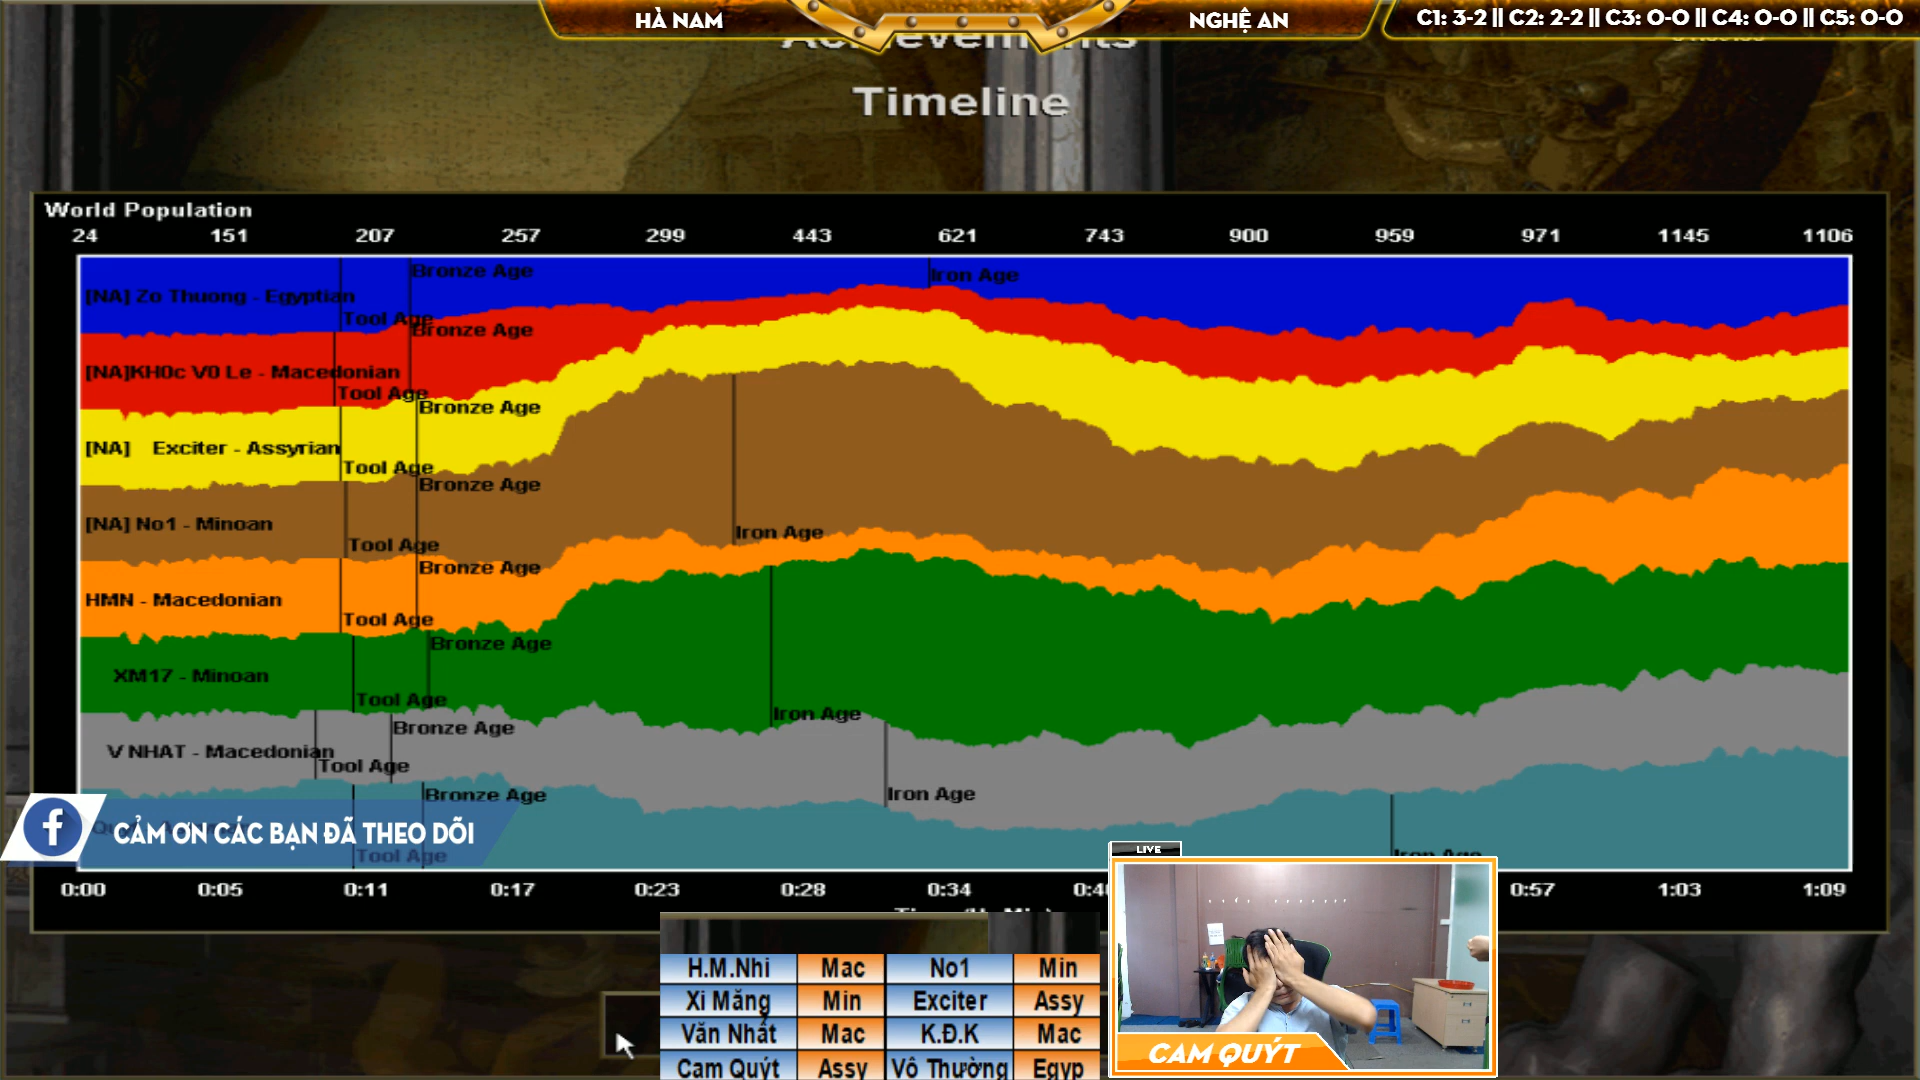 HÀ NAM
NGHỆ AN
C1: 3-2 || C2: 2-2 || C3: 0-0 || C4: 0-0 || C5: 0-0
Achievements
Timeline
World Population
24 151 207 257 299 443 621 743 900 959 971 1145 1106
Bronze Age
Iron Age
[NA] Zo Thuong - Egyptian
Tool Age
Bronze Age
[NA]KH0c V0 Le - Macedonian
Tool Age
Bronze Age
[NA] Exciter - Assyrian
Tool Age
Bronze Age
[NA] No1 - Minoan
Iron Age
Tool Age
Bronze Age
HMN - Macedonian
Tool Age
Bronze Age
XM17 - Minoan
Tool Age
Iron Age
Bronze Age
V NHAT - Macedonian
Tool Age
Bronze Age
Iron Age
CẢM ƠN CÁC BẠN ĐÃ THEO DÕI
Tool Age
Iron Age
0:00 0:05 0:11 0:17 0:23 0:28 0:34 0:57 1:03 1:09
LIVE
H.M.Nhi Mac No1 Min
Xi Măng Min Exciter Assy
Văn Nhất Mac K.Đ.K Mac
Cam Quýt Assy Vô Thường Egyp
CAM QUÝT